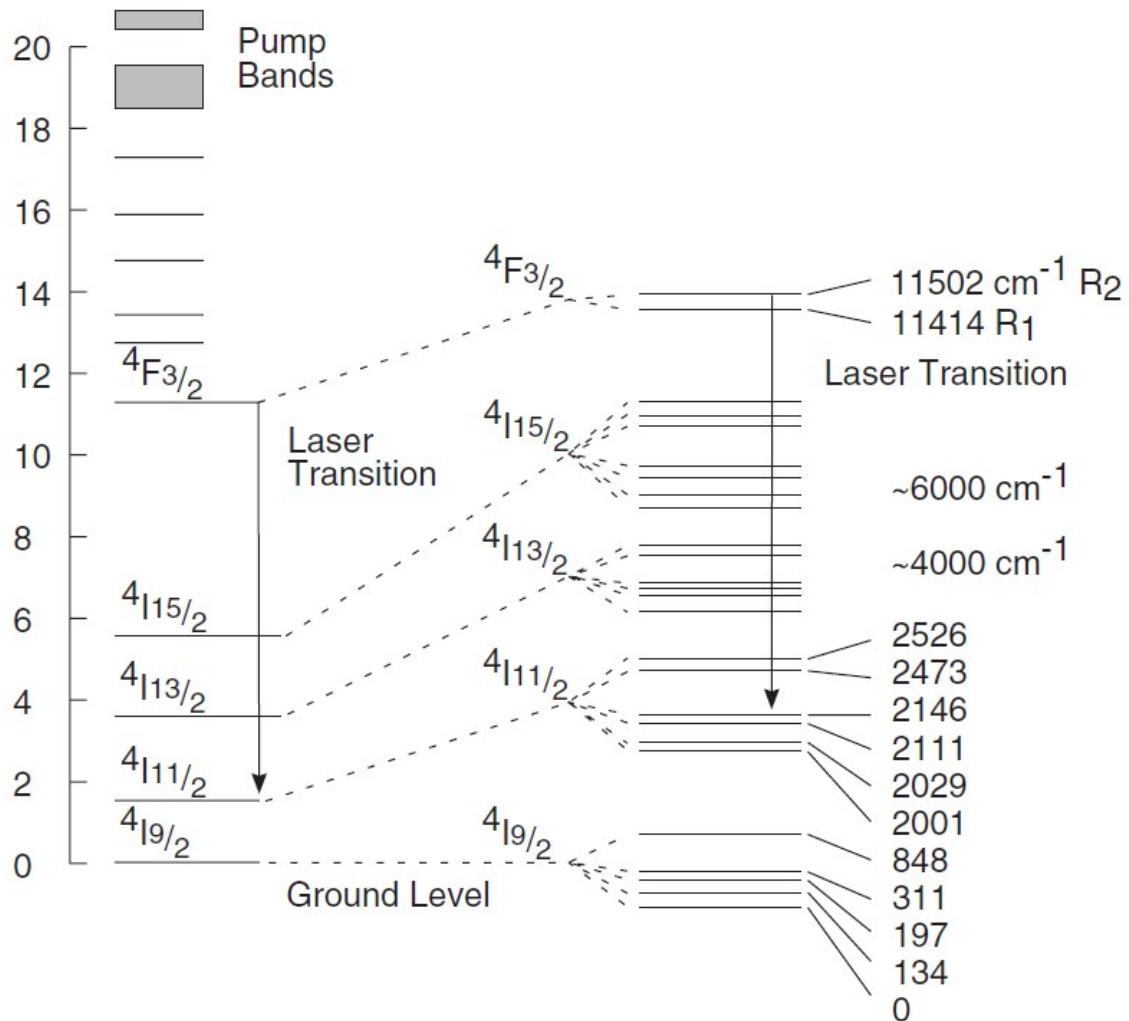 20
18
16
14
12
10
8
6
4
2
0
Pump
Bands
4F3/2
Laser
Transition
4I15/2
4I13/2
4I11/2
4I9/2
Ground Level
4F3/2
4I15/2
4I13/2
4I11/2
4I9/2
11502 cm-1 R2
11414 R1
Laser Transition
~6000 cm-1
~4000 cm-1
2526
2473
2146
2111
2029
2001
848
311
197
134
0